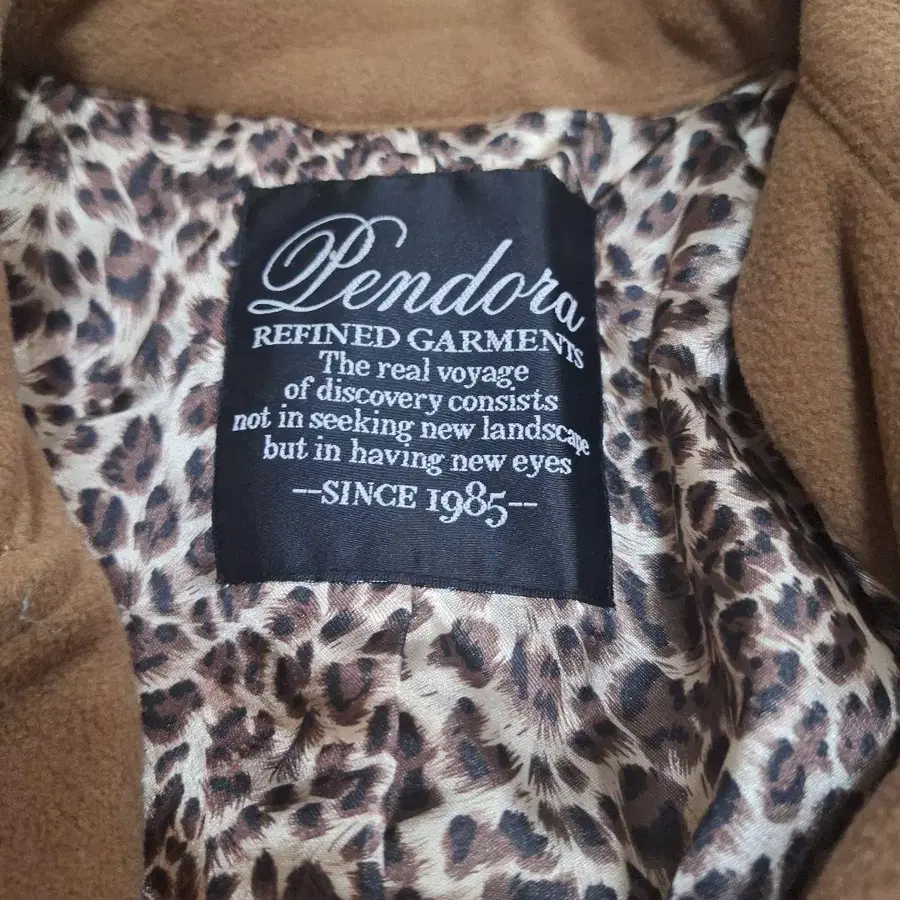 Pendora
REFINED GARMENTS
The real voyage
of discovery consists
not in seeking new landscape
but in having new eyes
--SINCE 1985--